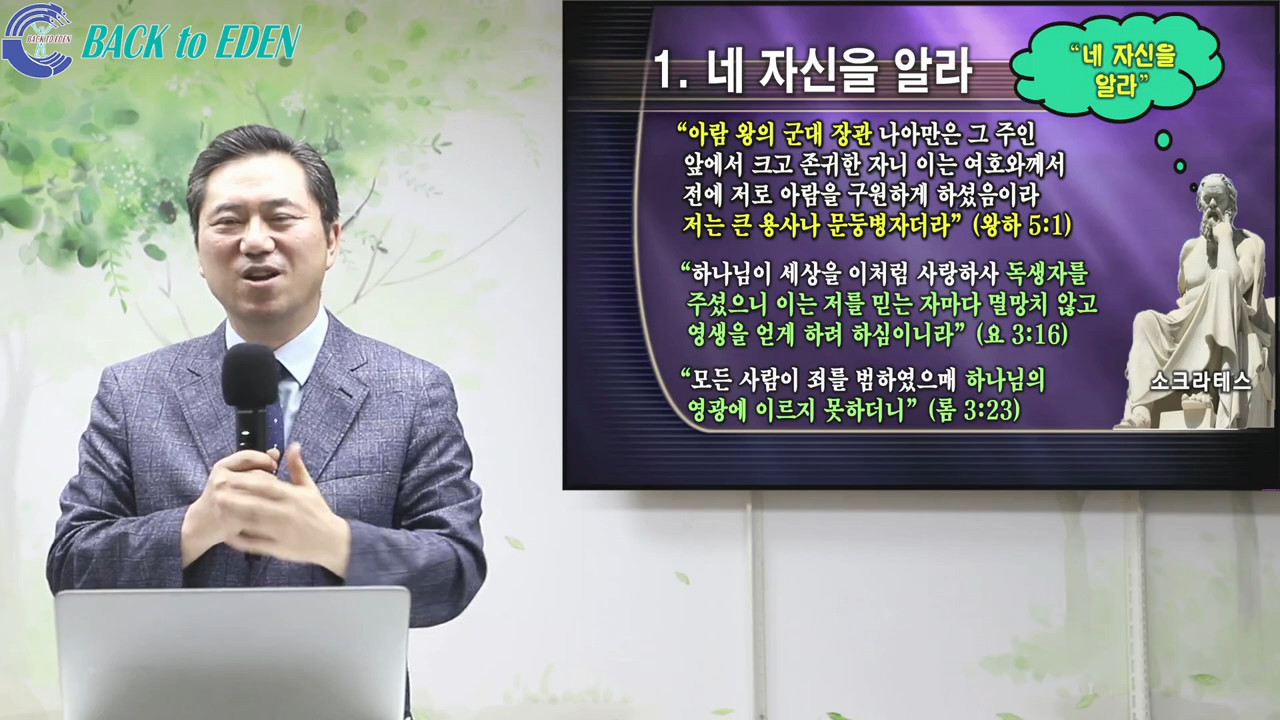 BACK TO EDEN
BACK to EDEN
1. 네 자신을 알라
“네 자신을
알라”
“아람 왕의 군대 장관 나아만은 그 주인
앞에서 크고 존귀한 자니 이는 여호와께서
전에 저로 아람을 구원하게 하셨음이라
저는 큰 용사나 문둥병자더라” (왕하 5:1)
“하나님이 세상을 이처럼 사랑하사 독생자를
주셨으니 이는 저를 믿는 자마다 멸망치 않고
영생을 얻게 하려 하심이니라” (요 3:16)
“모든 사람이 죄를 범하였으매 하나님의
영광에 이르지 못하더니” (롬 3:23)
소크라테스